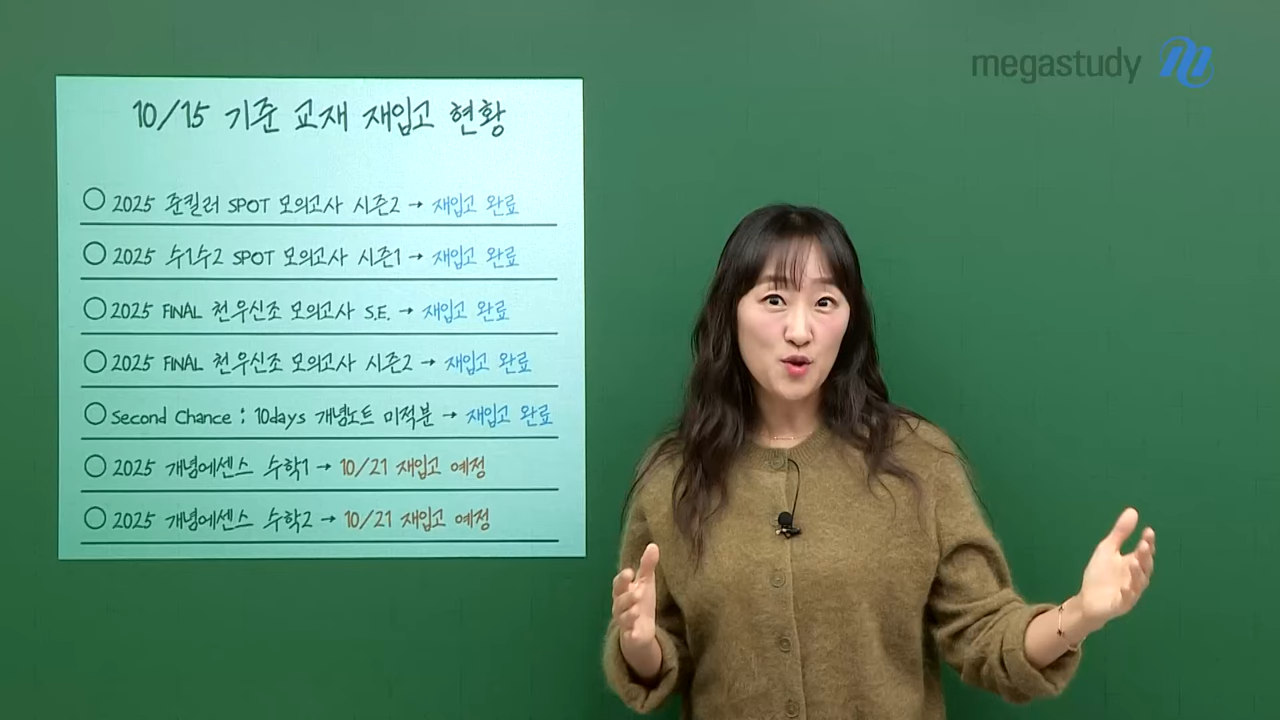 megastudy
10/15 기준 교재 재입고 현황
○ 2025 준킬러 SPOT 모의고사 시즌2 → 재입고 완료
○ 2025 수1수2 SPOT 모의고사 시즌1 → 재입고 완료
○ 2025 FINAL 천우신조 모의고사 S.E. → 재입고 완료
○ 2025 FINAL 천우신조 모의고사 시즌2 → 재입고 완료
○ Second Chance : 10days 개념노트 미적분 → 재입고 완료
○ 2025 개념에센스 수학1 → 10/21 재입고 예정
○ 2025 개념에센스 수학2 → 10/21 재입고 예정